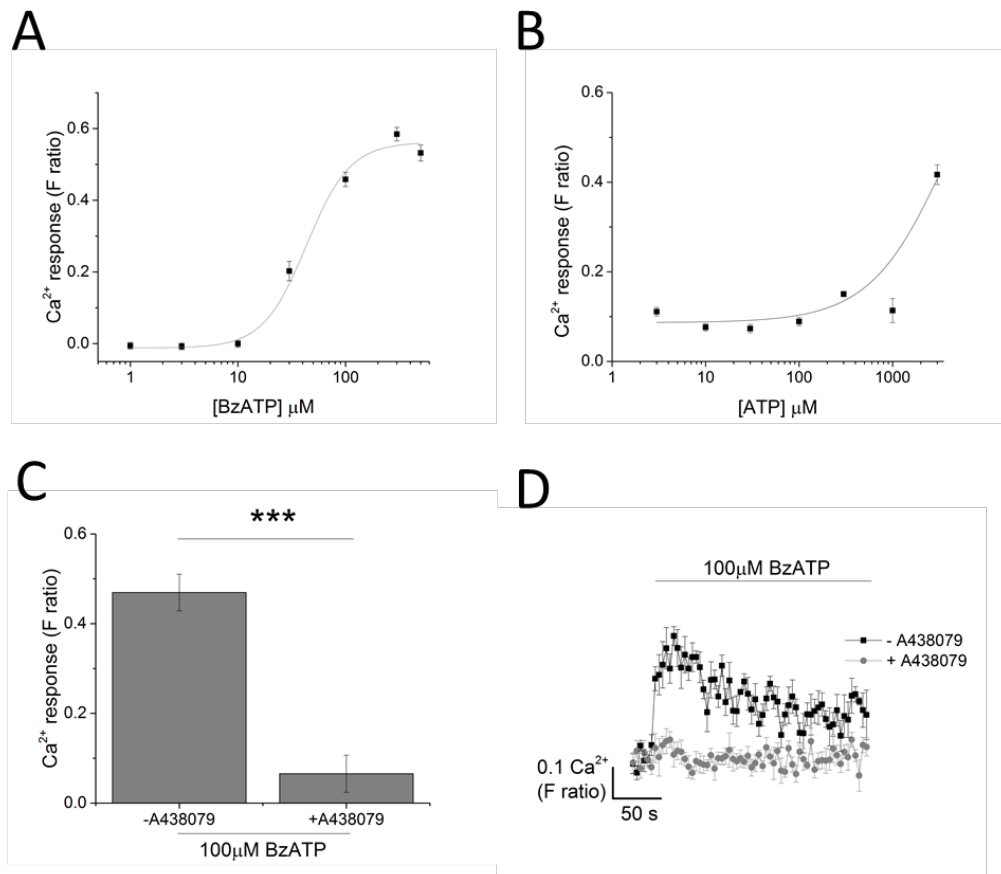 A
Ca²⁺ response (F ratio)
0.6
0.4
0.2
0.0
1 10 100
[BzATP] μM
B
Ca²⁺ response (F ratio)
0.6
0.4
0.2
0.0
1 10 100 1000
[ATP] μM
C
Ca²⁺ response (F ratio)
0.6
0.4
0.2
0.0
***
-A438079 +A438079
100μM BzATP
D
100μM BzATP
- A438079
+ A438079
0.1 Ca²⁺
(F ratio)
50 s